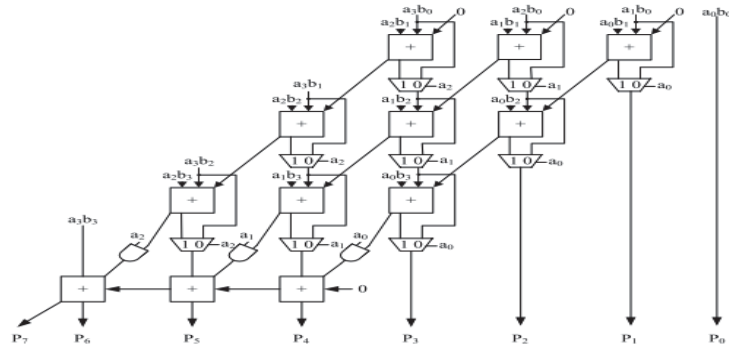 a₃b₀ a₂b₀ a₁b₀ a₀b₀
a₂b₁ 0 a₁b₁ 0 a₀b₁ 0
+ + +
1 0 a₂ 1 0 a₁ 1 0 a₀
a₃b₁
a₂b₂ a₁b₂ a₀b₂
+ + +
1 0 a₂ 1 0 a₁ 1 0 a₀
a₃b₂
a₂b₃ a₁b₃ a₀b₃
+ + +
a₃b₃ a₂ 1 0 a₂ a₁ 1 0 a₁ a₀ 1 0 a₀
+ + + 0
P₇ P₆ P₅ P₄ P₃ P₂ P₁ P₀